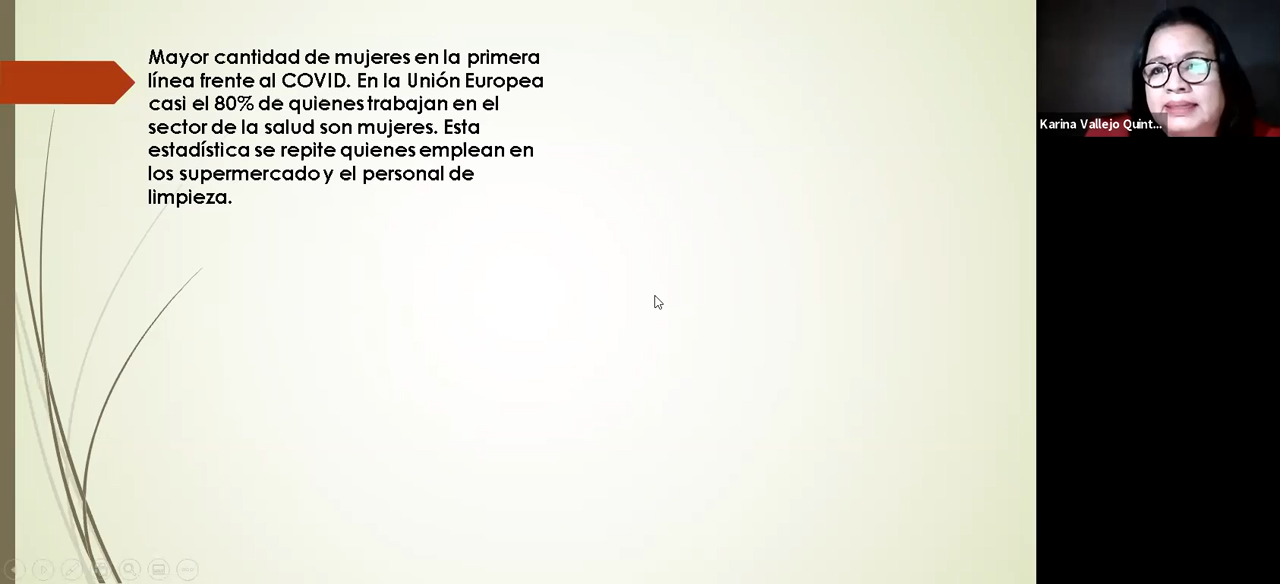 Mayor cantidad de mujeres en la primera
línea frente al COVID. En la Unión Europea
casi el 80% de quienes trabajan en el
sector de la salud son mujeres. Esta
estadística se repite quienes emplean en
los supermercado y el personal de
limpieza.
Karina Vallejo Quint...